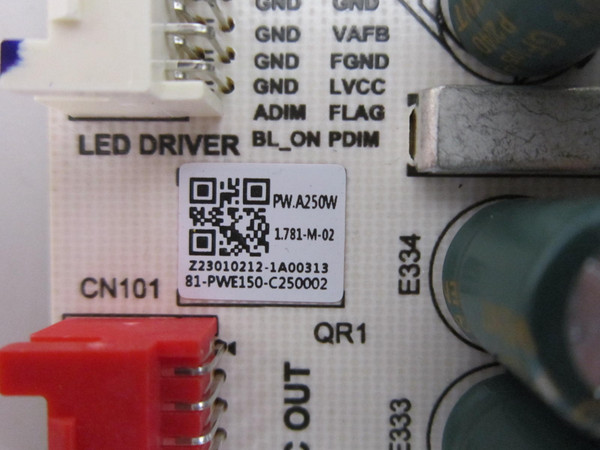 GND GND
GND VAFB
GND FGND
GND LVCC
ADIM FLAG
BL_ON PDIM
LED DRIVER
PW.A250W
1.781-M-02
Z23010212-1A00313
81-PWE150-C250002
CN101
QR1
E334
C OUT
E333